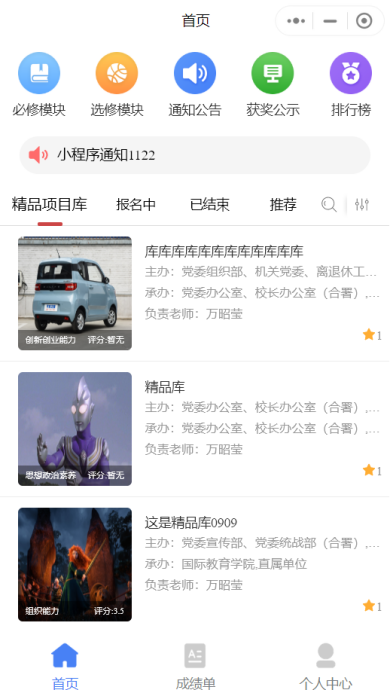 首页
必修模块
选修模块
通知公告
获奖公示
排行榜
小程序通知1122
精品项目库
报名中
已结束
推荐
库库库库库库库库库库库库
主办：党委组织部、机关党委、离退休工...
承办：党委办公室、校长办公室（合署）,...
负责老师：万昭莹
创新创业能力 评分:暂无
1
精品库
主办：党委办公室、校长办公室（合署）,...
承办：党委办公室、校长办公室（合署）,...
负责老师：万昭莹
思想政治素养 评分:暂无
1
这是精品库0909
主办：党委宣传部、党委统战部（合署）,...
承办：国际教育学院,直属单位
负责老师：万昭莹
组织能力 评分:3.5
1
首页
成绩单
个人中心